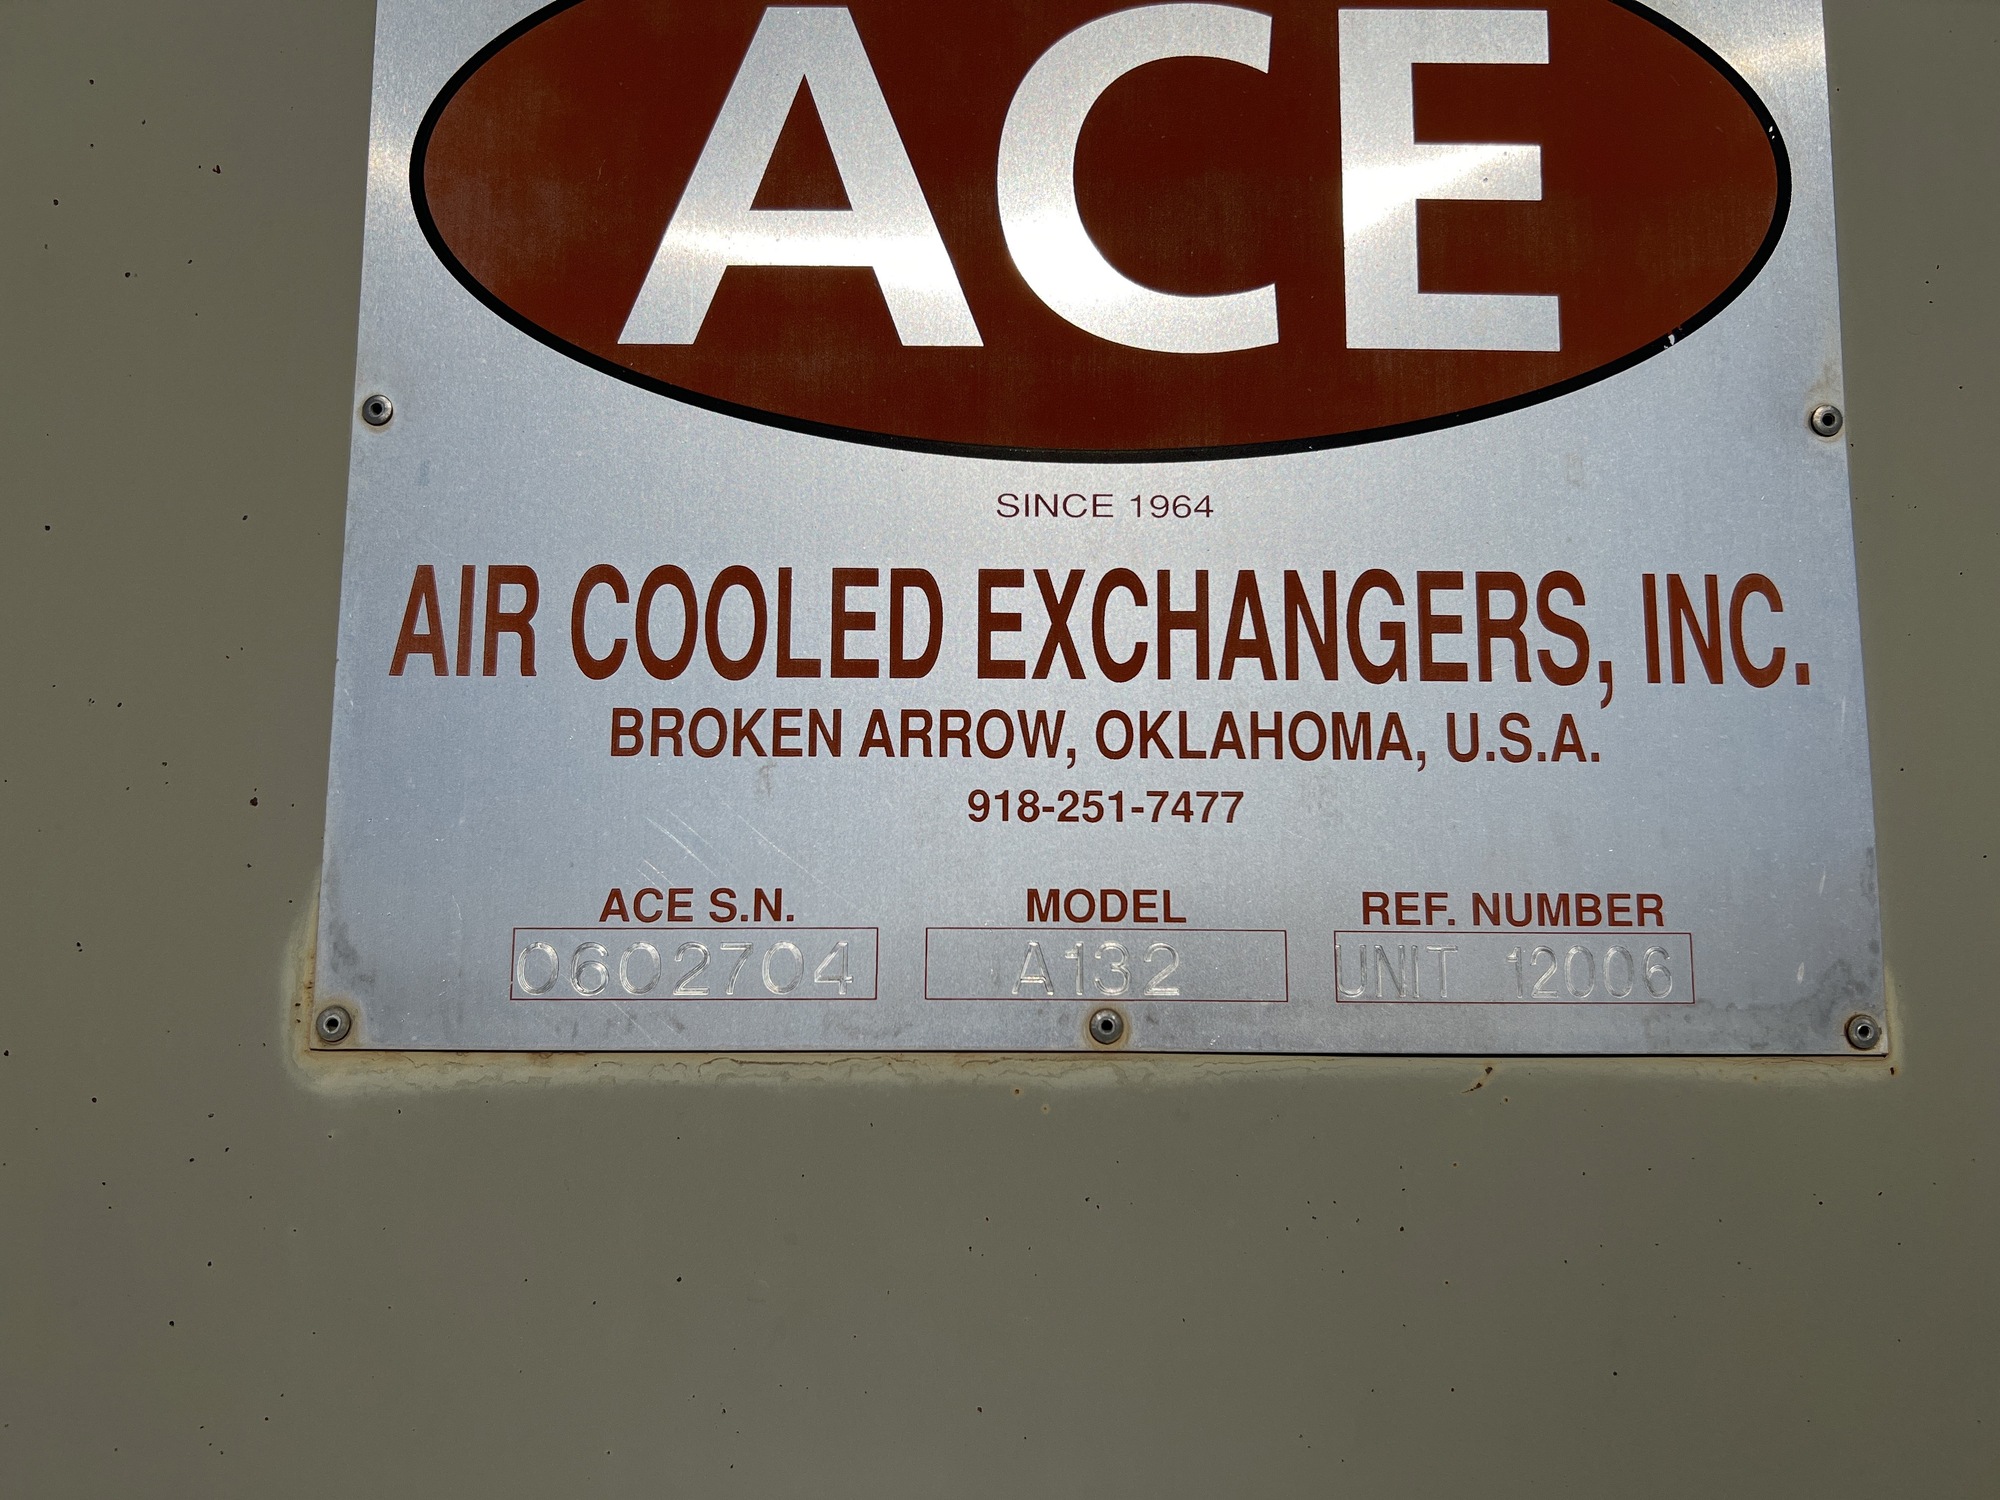 ACE
SINCE 1964
AIR COOLED EXCHANGERS, INC.
BROKEN ARROW, OKLAHOMA, U.S.A.
918-251-7477
ACE S.N. MODEL REF. NUMBER
0602704 A132 UNIT 12006